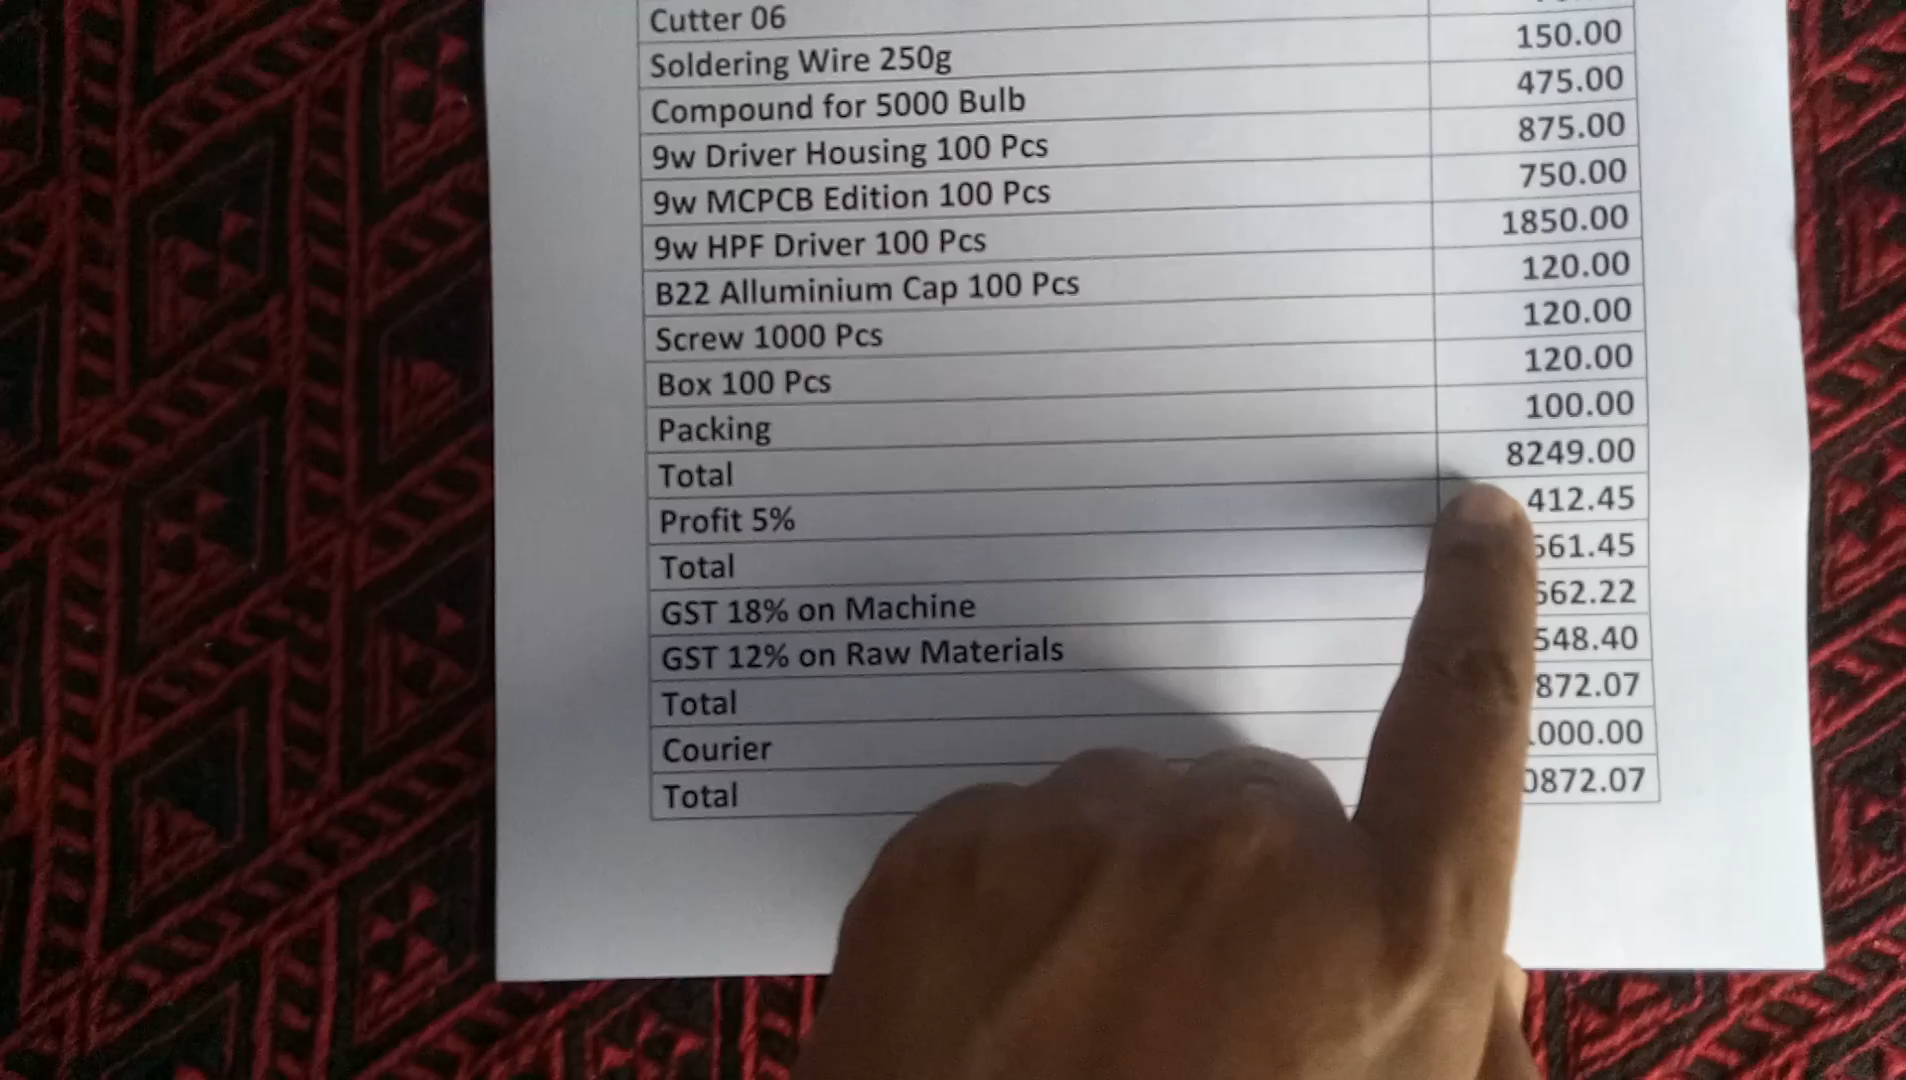 Cutter 06
Soldering Wire 250g 150.00
Compound for 5000 Bulb 475.00
9w Driver Housing 100 Pcs 875.00
9w MCPCB Edition 100 Pcs 750.00
9w HPF Driver 100 Pcs 1850.00
B22 Alluminium Cap 100 Pcs 120.00
Screw 1000 Pcs 120.00
Box 100 Pcs 120.00
Packing 100.00
Total 8249.00
Profit 5% 412.45
Total 661.45
GST 18% on Machine 662.22
GST 12% on Raw Materials 548.40
Total 872.07
Courier 000.00
Total 0872.07